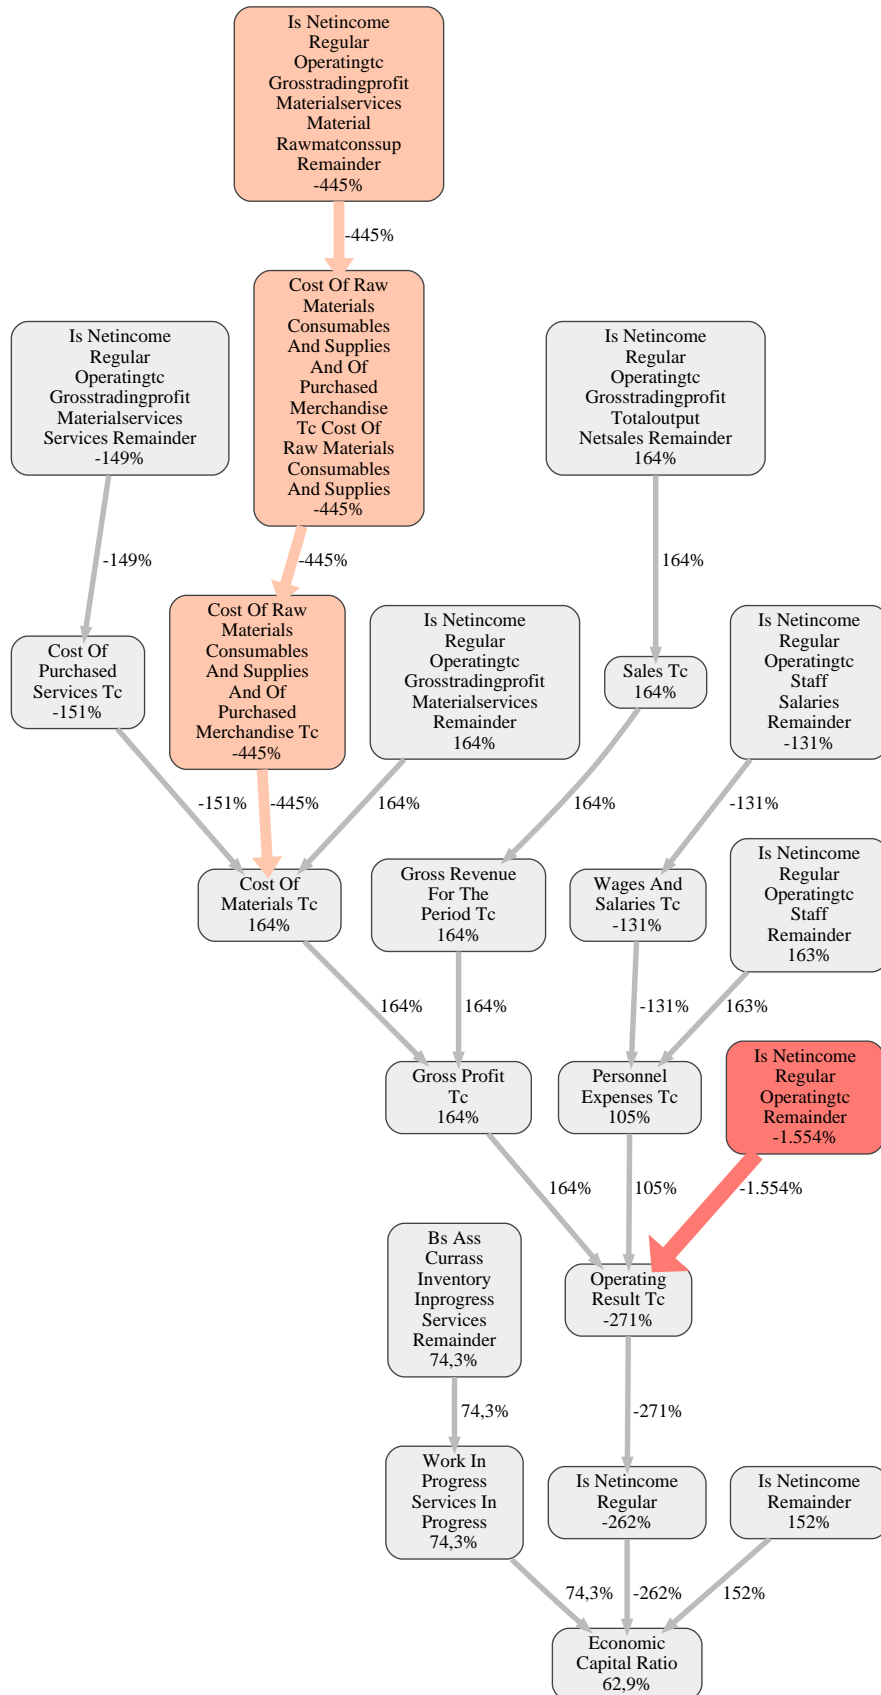 Is Netincome
Regular
Operatingtc
Grosstradingprofit
Materialservices
Material
Rawmatconssup
Remainder
-445%
-445%
Cost Of Raw
Materials
Consumables
And Supplies
And Of
Purchased
Merchandise
Tc Cost Of
Raw Materials
Consumables
And Supplies
-445%
Is Netincome
Regular
Operatingtc
Grosstradingprofit
Materialservices
Services Remainder
-149%
Is Netincome
Regular
Operatingtc
Grosstradingprofit
Totaloutput
Netsales Remainder
164%
-149%
-445%
164%
Cost Of
Purchased
Services Tc
-151%
Cost Of Raw
Materials
Consumables
And Supplies
And Of
Purchased
Merchandise Tc
-445%
Is Netincome
Regular
Operatingtc
Grosstradingprofit
Materialservices
Remainder
164%
Sales Tc
164%
Is Netincome
Regular
Operatingtc
Staff
Salaries
Remainder
-131%
-151%
-445%
164%
164%
-131%
Cost Of
Materials Tc
164%
Gross Revenue
For The
Period Tc
164%
Wages And
Salaries Tc
-131%
Is Netincome
Regular
Operatingtc
Staff
Remainder
163%
164%
164%
-131%
163%
Gross Profit
Tc
164%
Personnel
Expenses Tc
105%
Is Netincome
Regular
Operatingtc
Remainder
-1.554%
164%
105%
-1.554%
Bs Ass
Currass
Inventory
Inprogress
Services
Remainder
74,3%
Operating
Result Tc
-271%
74,3%
-271%
Work In
Progress
Services In
Progress
74,3%
Is Netincome
Regular
-262%
Is Netincome
Remainder
152%
74,3%
-262%
152%
Economic
Capital Ratio
62,9%